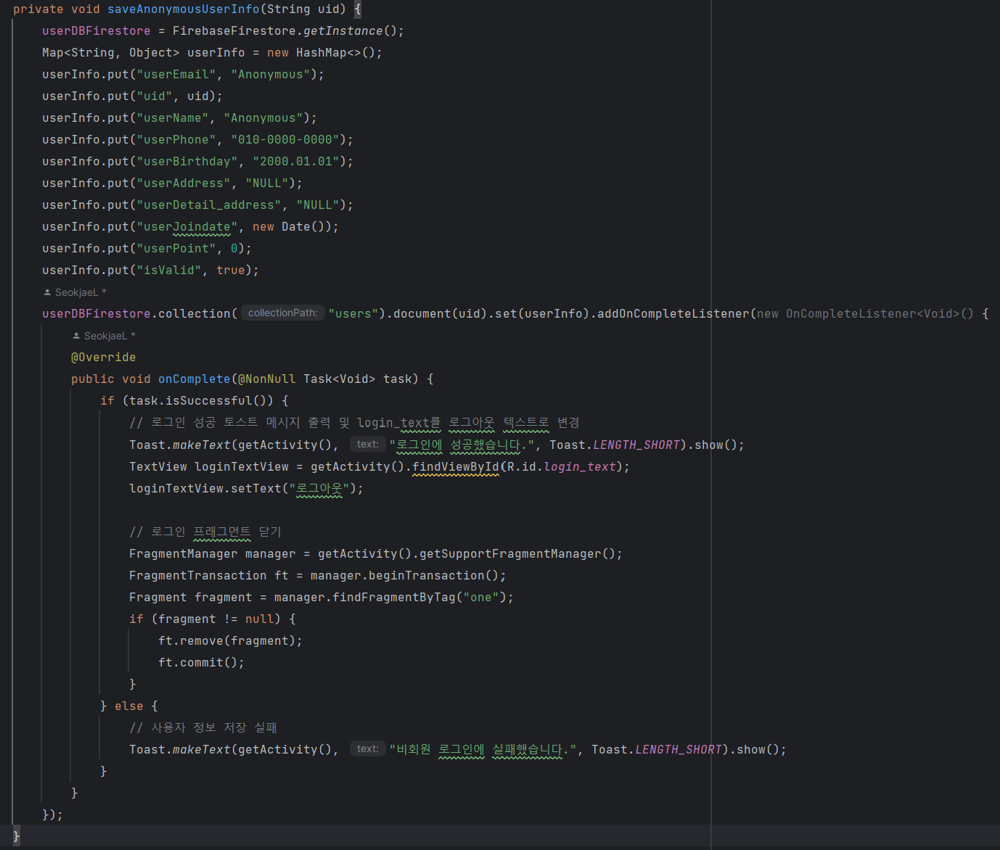 private void saveAnonymousUserInfo(String uid) {
userDBFirestore = FirebaseFirestore.getInstance();
Map<String, Object> userInfo = new HashMap<>();
userInfo.put("userEmail", "Anonymous");
userInfo.put("uid", uid);
userInfo.put("userName", "Anonymous");
userInfo.put("userPhone", "010-0000-0000");
userInfo.put("userBirthday", "2000.01.01");
userInfo.put("userAddress", "NULL");
userInfo.put("userDetail_address", "NULL");
userInfo.put("userJoindate", new Date());
userInfo.put("userPoint", 0);
userInfo.put("isValid", true);
SeokjaeL *
userDBFirestore.collection( collectionPath: "users").document(uid).set(userInfo).addOnCompleteListener(new OnCompleteListener<Void>() {
SeokjaeL *
@Override
public void onComplete(@NonNull Task<Void> task) {
if (task.isSuccessful()) {
// 로그인 성공 토스트 메시지 출력 및 login_text를 로그아웃 텍스트로 변경
Toast.makeText(getActivity(), text: "로그인에 성공했습니다.", Toast.LENGTH_SHORT).show();
TextView loginTextView = getActivity().findViewById(R.id.login_text);
loginTextView.setText("로그아웃");
// 로그인 프래그먼트 닫기
FragmentManager manager = getActivity().getSupportFragmentManager();
FragmentTransaction ft = manager.beginTransaction();
Fragment fragment = manager.findFragmentByTag("one");
if (fragment != null) {
ft.remove(fragment);
ft.commit();
}
} else {
// 사용자 정보 저장 실패
Toast.makeText(getActivity(), text: "비회원 로그인에 실패했습니다.", Toast.LENGTH_SHORT).show();
}
}
});
}